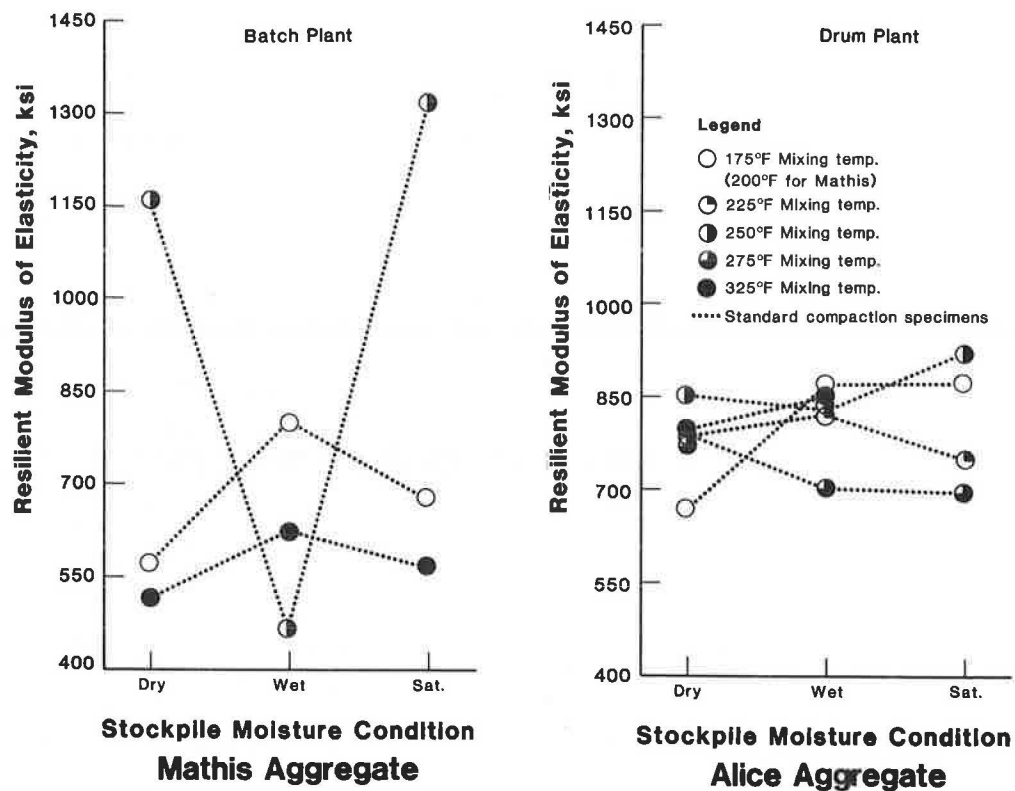 Batch Plant
Resilient Modulus of Elasticity, ksi
1450
1300
1150
1000
850
700
550
400
Dry
Wet
Sat.
Stockpile Moisture Condition
Mathis Aggregate
Drum Plant
Resilient Modulus of Elasticity, ksi
1450
1300
1150
1000
850
700
550
400
Legend
175°F Mixing temp.
(200°F for Mathis)
225°F Mixing temp.
250°F Mixing temp.
275°F Mixing temp.
325°F Mixing temp.
Standard compaction specimens
Dry
Wet
Sat.
Stockpile Moisture Condition
Alice Aggregate